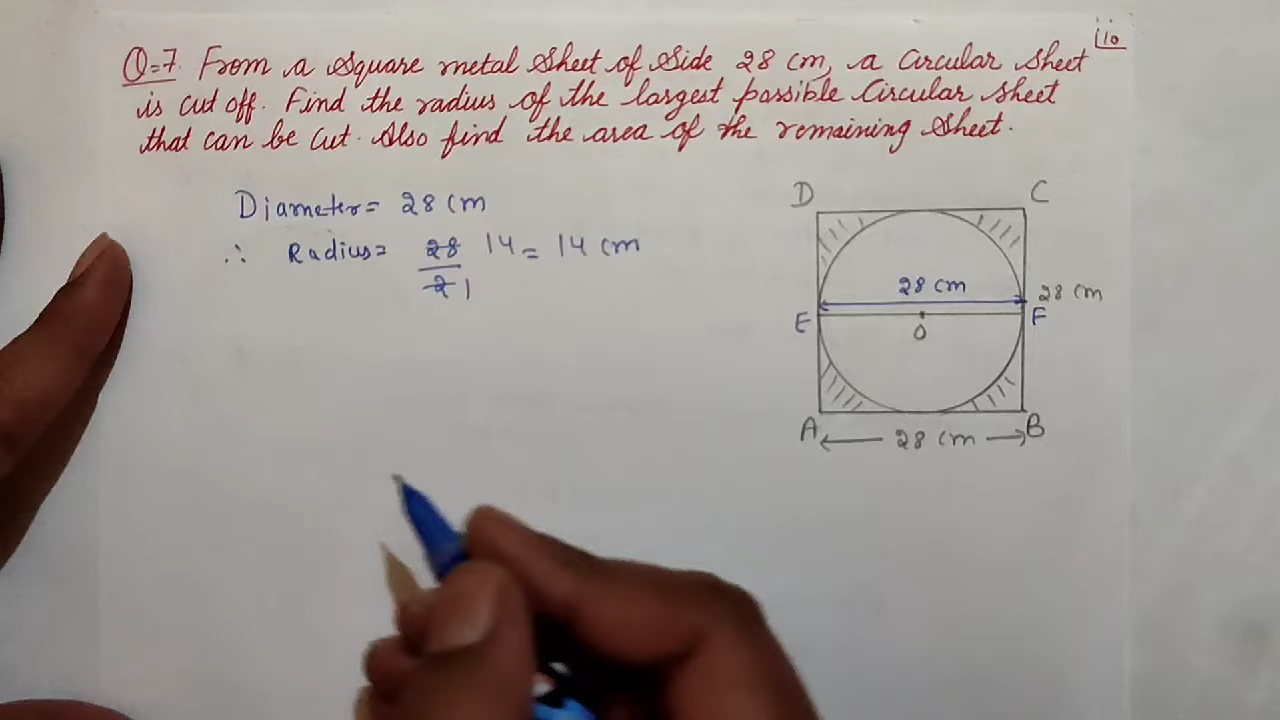 10
Q=7. From a square metal sheet of side 28 cm, a circular sheet
is cut off. Find the radius of the largest possible circular sheet
that can be cut. Also find the area of the remaining sheet.
Diameter = 28 cm
∴ Radius = 28/2 14 = 14 cm
1
D C
28 cm
28 cm
E O F
A B
28 cm